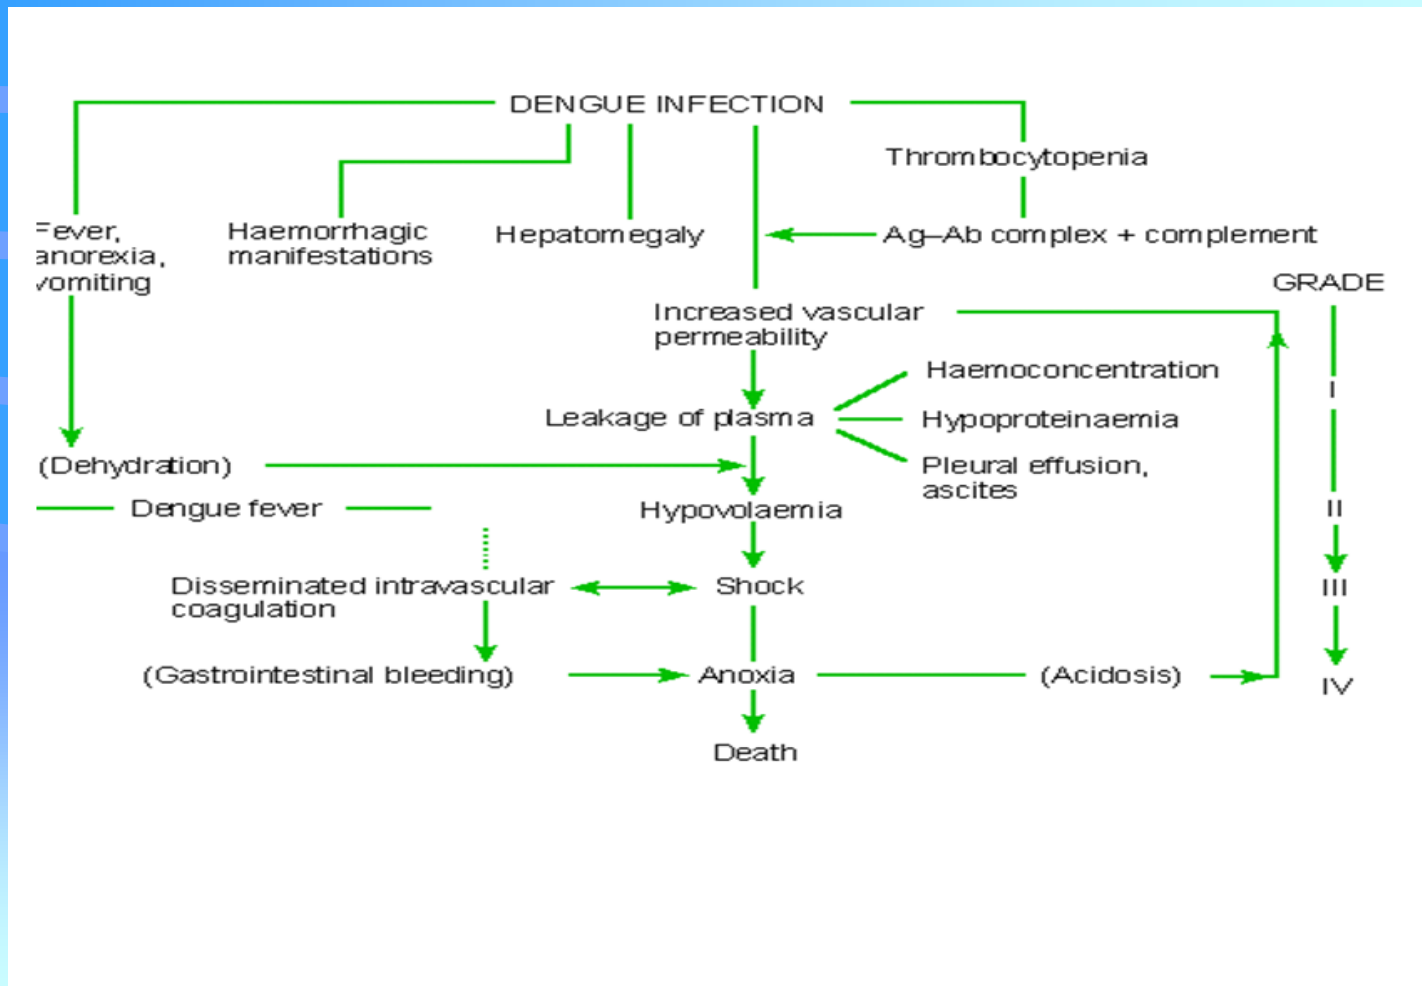 DENGUE INFECTION
Thrombocytopenia
Fever,
anorexia,
vomiting
Haemorrhagic
manifestations
Hepatomegaly
Ag–Ab complex + complement
GRADE
Increased vascular
permeability
Haemoconcentration
I
Leakage of plasma
Hypoproteinaemia
(Dehydration)
Pleural effusion,
ascites
Dengue fever
Hypovolaemia
II
Disseminated intravascular
coagulation
Shock
III
(Gastrointestinal bleeding)
Anoxia
(Acidosis)
IV
Death